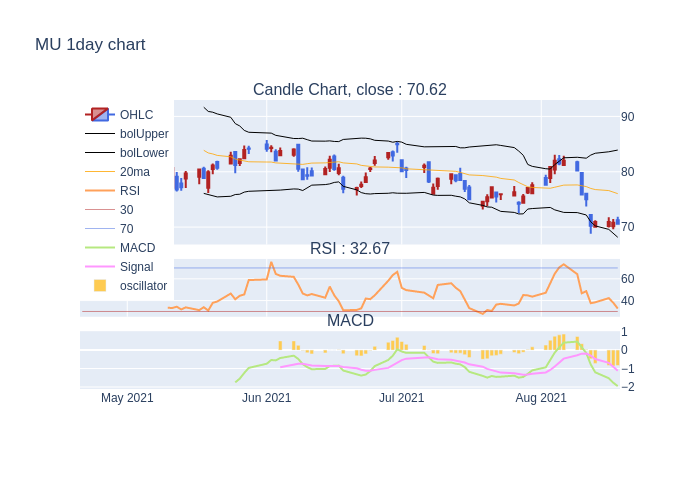 MU 1day chart
Candle Chart, close : 70.62
OHLC
bolUpper
bolLower
20ma
RSI
30
70
MACD
Signal
oscillator
90
80
70
RSI : 32.67
60
40
MACD
1
0
−1
−2
May 2021
Jun 2021
Jul 2021
Aug 2021